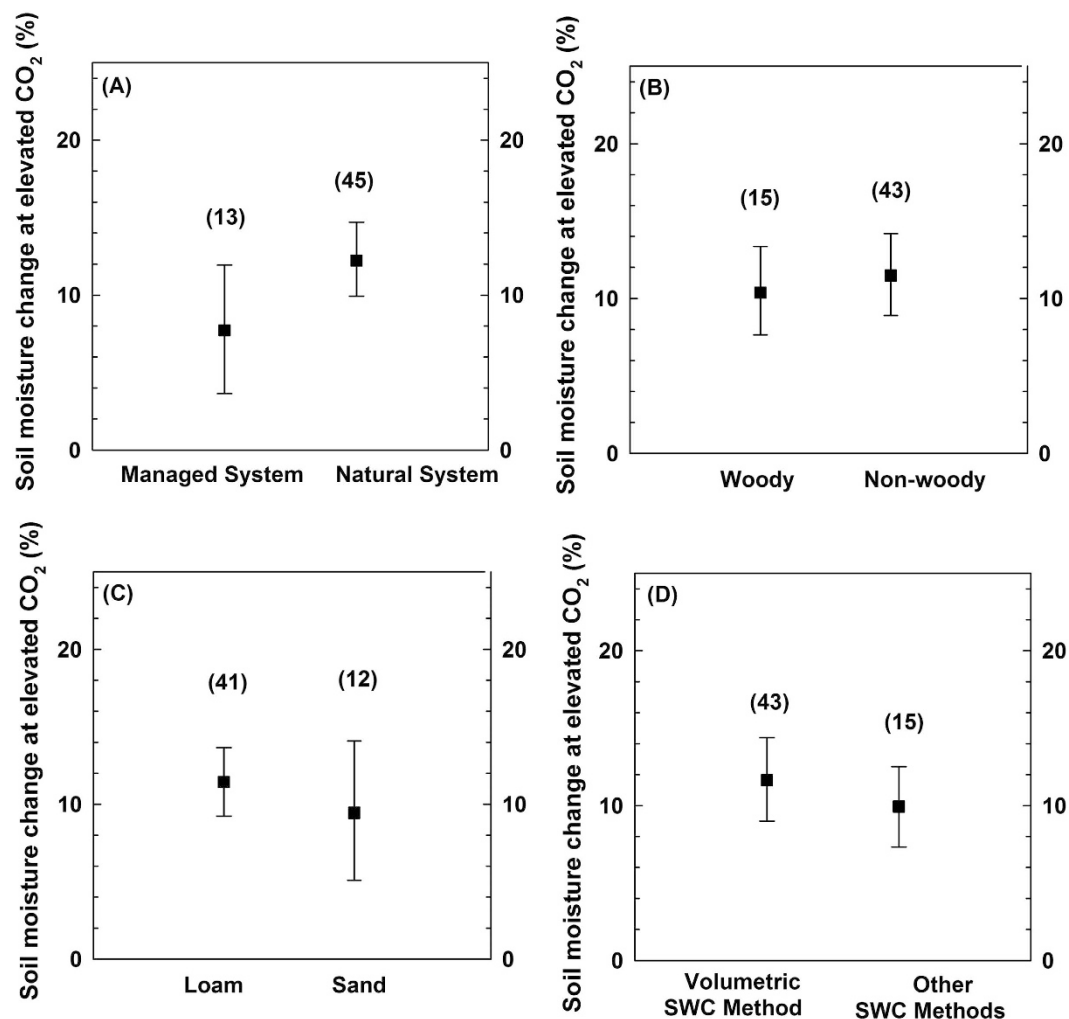 Soil moisture change at elevated CO₂ (%)
(A)
20
10
0
(13)
(45)
20
10
0
Managed System
Natural System
Soil moisture change at elevated CO₂ (%)
(B)
20
10
0
(15)
(43)
20
10
0
Woody
Non-woody
Soil moisture change at elevated CO₂ (%)
(C)
20
10
0
(41)
(12)
20
10
0
Loam
Sand
Soil moisture change at elevated CO₂ (%)
(D)
20
10
0
(43)
(15)
20
10
0
Volumetric
SWC Method
Other
SWC Methods